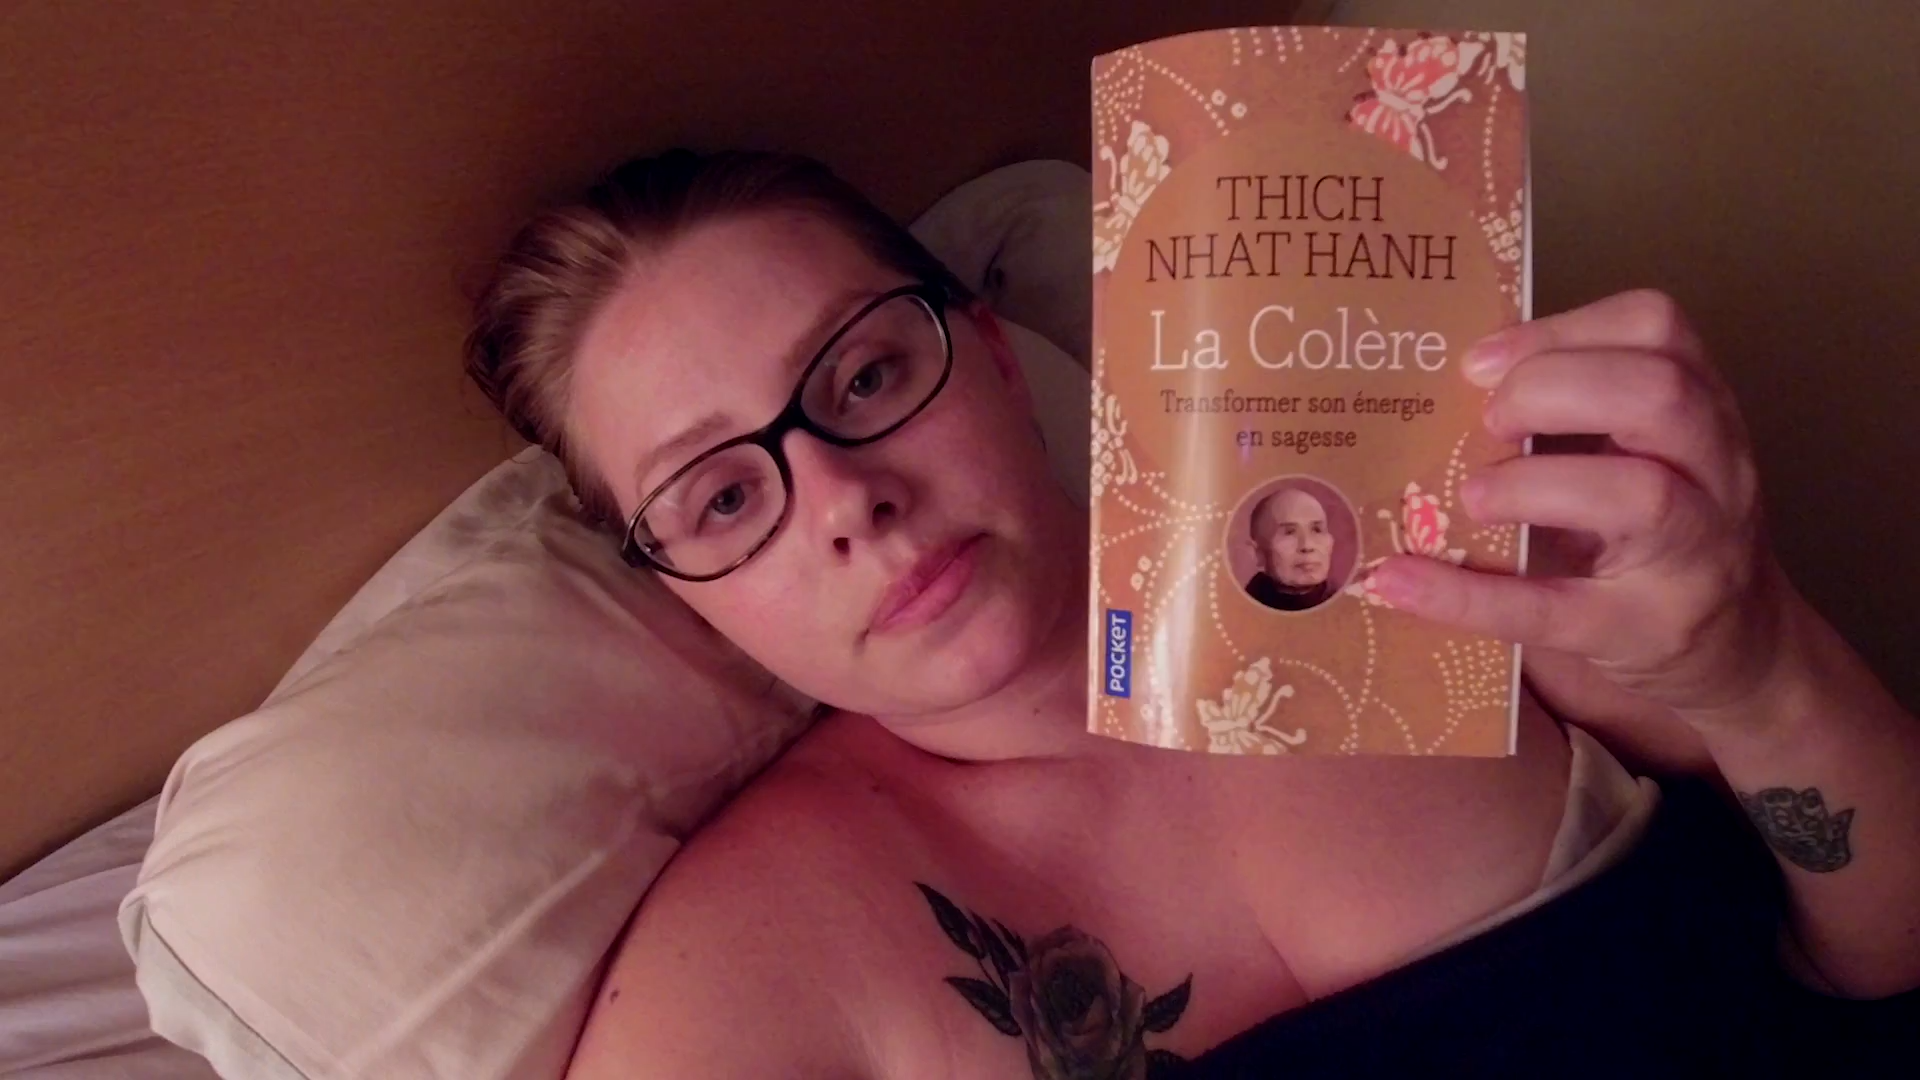 THICH
NHAT HANH
La Colère
Transformer son énergie
en sagesse
POCKET